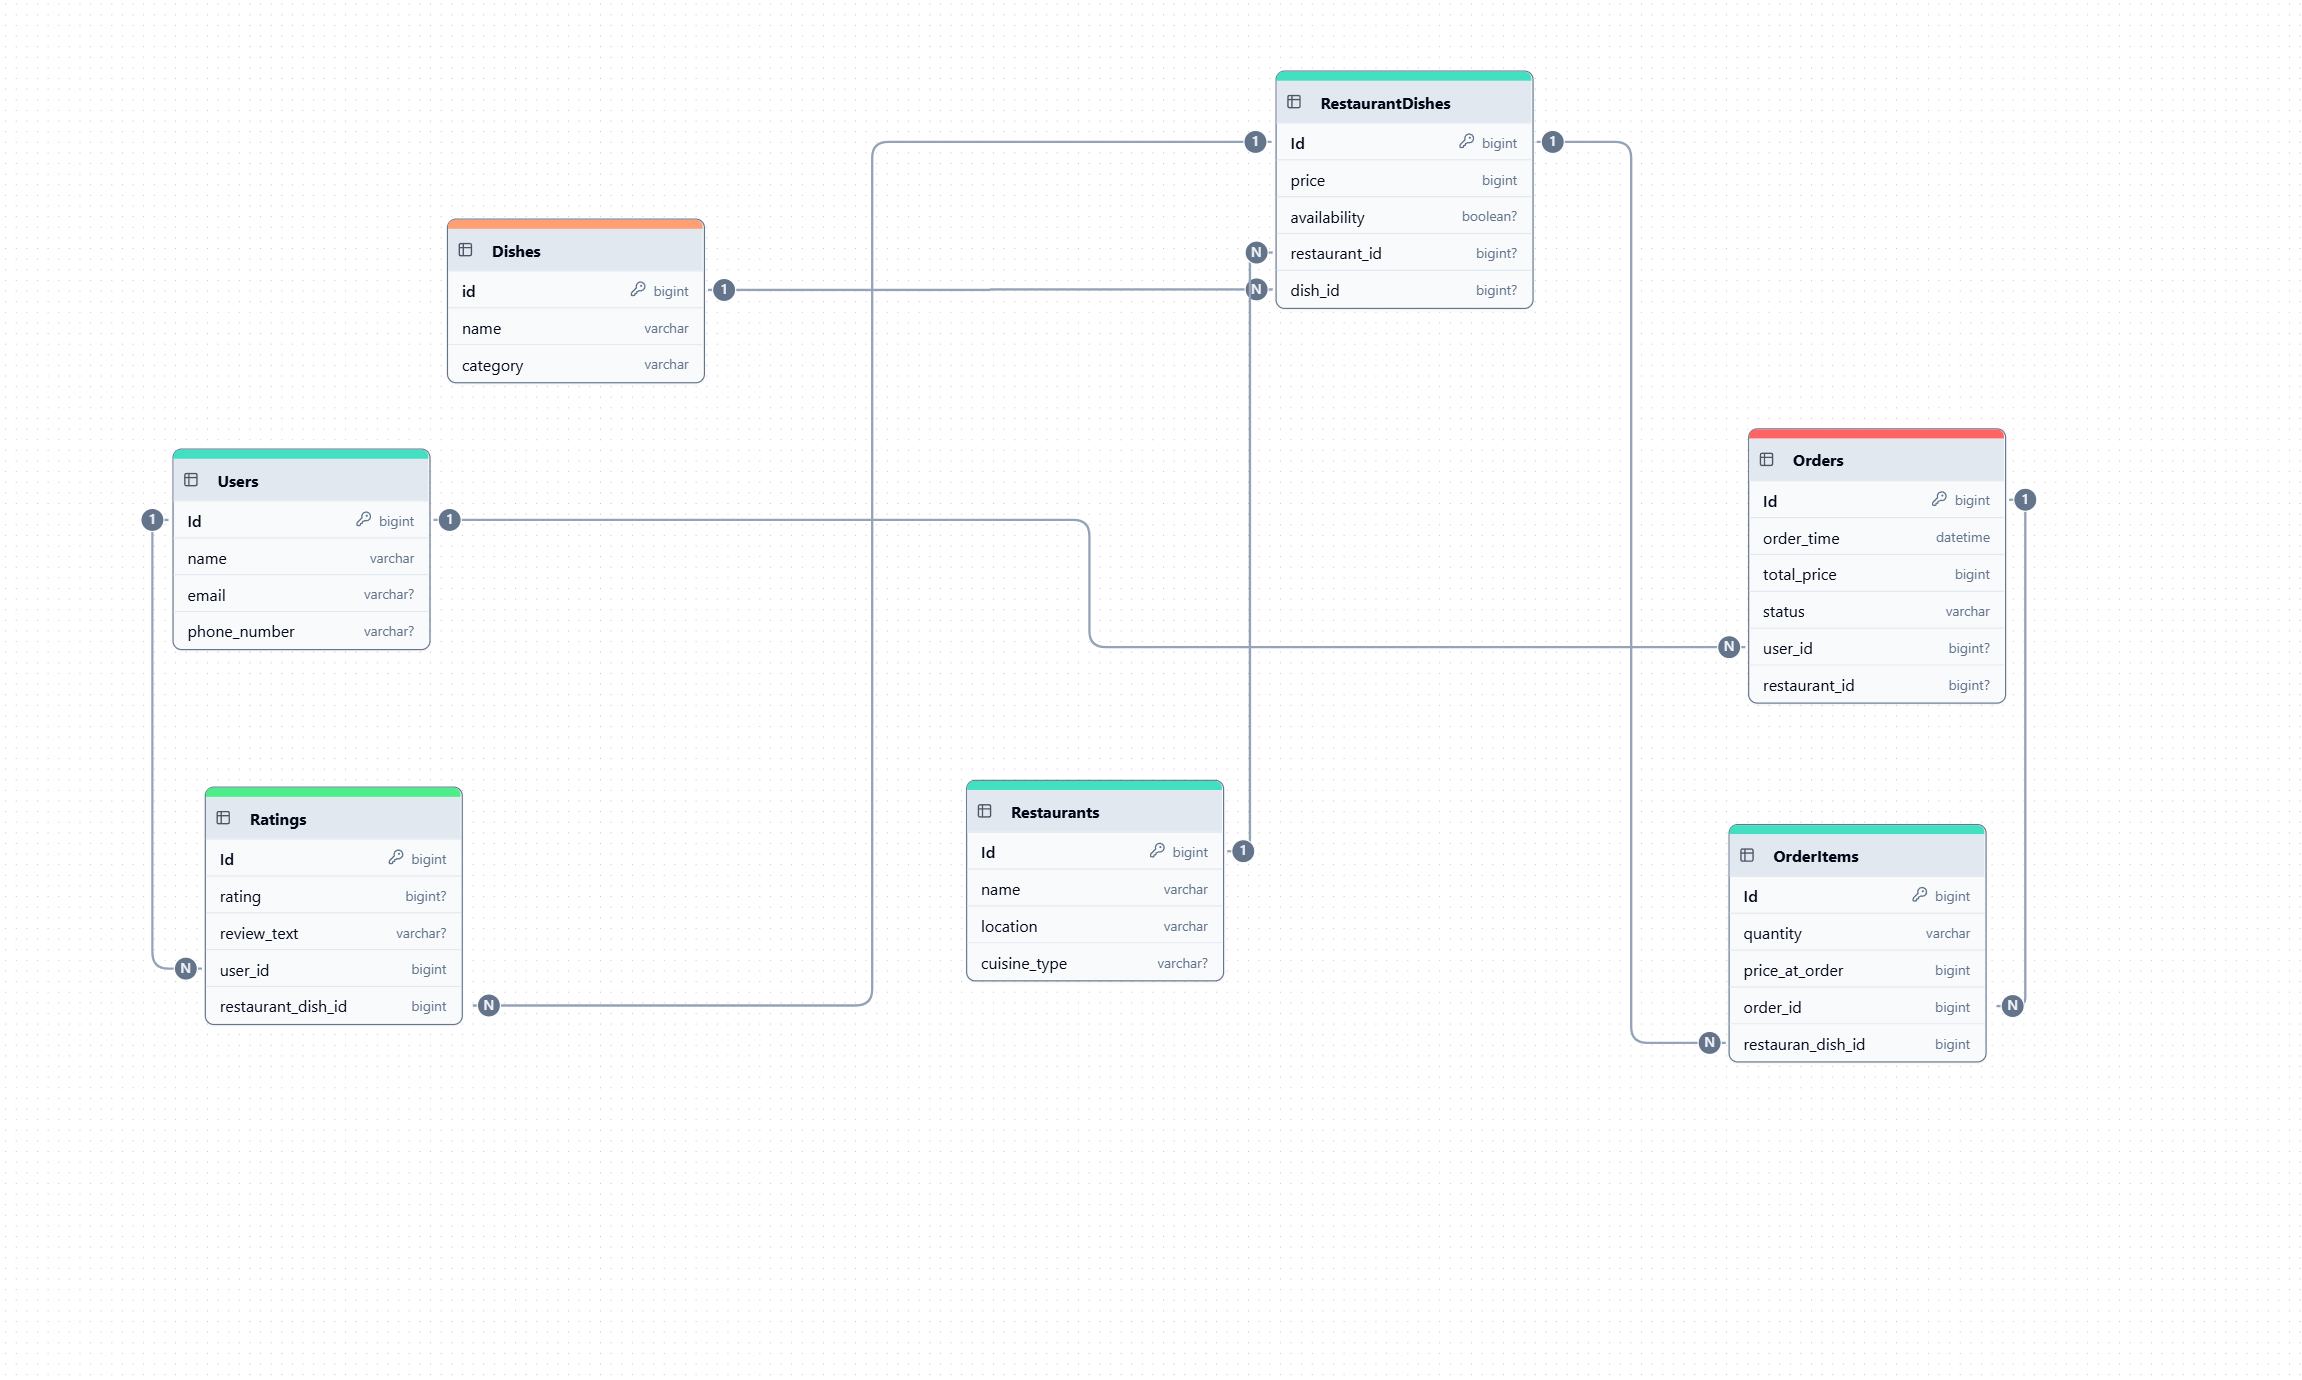 RestaurantDishes
1 Id bigint 1
price bigint
availability boolean?
N restaurant_id bigint?
N dish_id bigint?
Dishes
id bigint 1
name varchar
category varchar
Users
1 Id bigint 1
name varchar
email varchar?
phone_number varchar?
Orders
Id bigint 1
order_time datetime
total_price bigint
status varchar
N user_id bigint?
restaurant_id bigint?
Ratings
Id bigint
rating bigint?
review_text varchar?
N user_id bigint
restaurant_dish_id bigint N
Restaurants
Id bigint 1
name varchar
location varchar
cuisine_type varchar?
OrderItems
Id bigint
quantity varchar
price_at_order bigint
order_id bigint N
N restauran_dish_id bigint